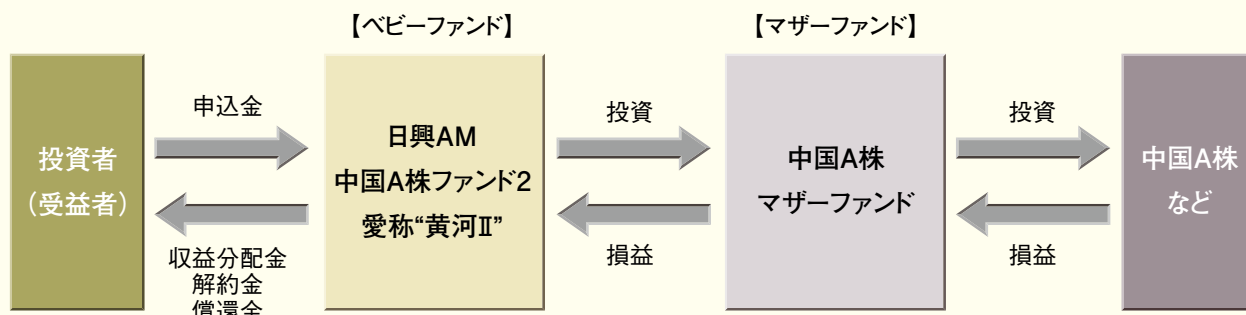 【ベビーファンド】
【マザーファンド】
投資者
（受益者）
申込金
収益分配金
解約金
償還金
日興AM
中国A株ファンド2
愛称“黄河Ⅱ”
投資
損益
中国A株
マザーファンド
投資
損益
中国A株
など